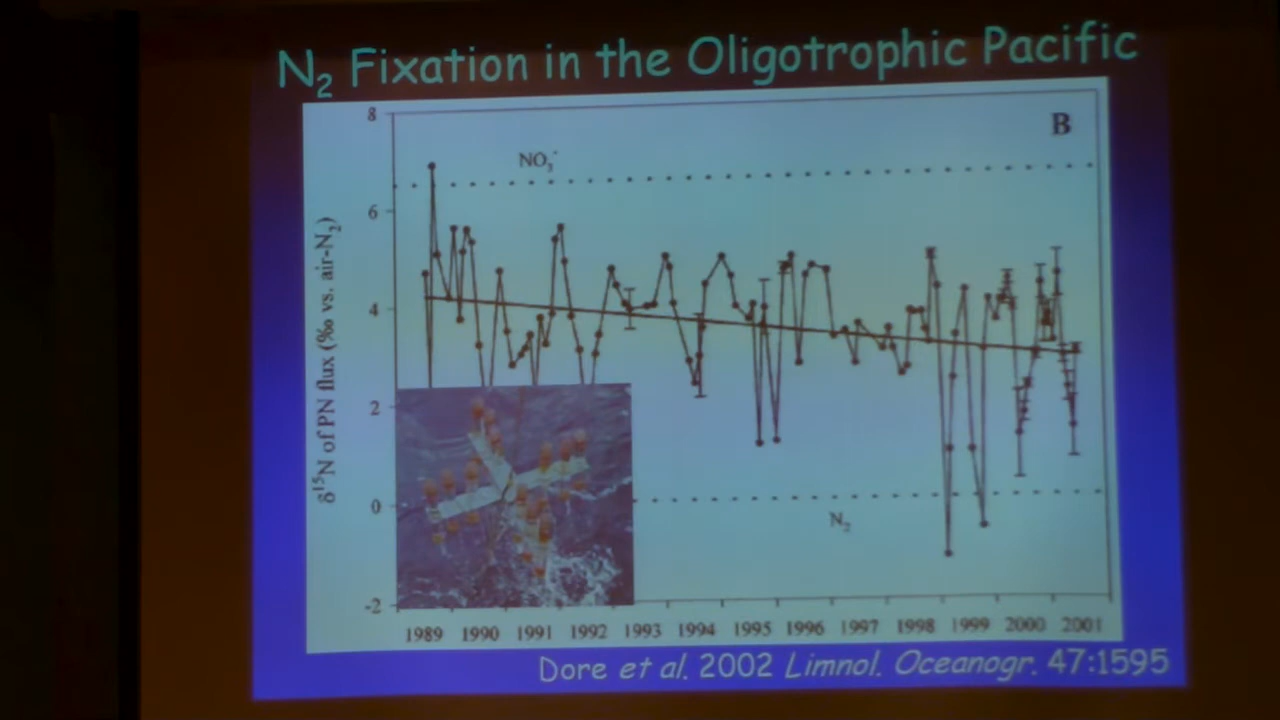 N₂ Fixation in the Oligotrophic Pacific
8
B
NO₃⁻
6
δ¹⁵N of PN flux (‰ vs. air-N₂)
4
2
0
N₂
-2
1989 1990 1991 1992 1993 1994 1995 1996 1997 1998 1999 2000 2001
Dore et al. 2002 Limnol. Oceanogr. 47:1595